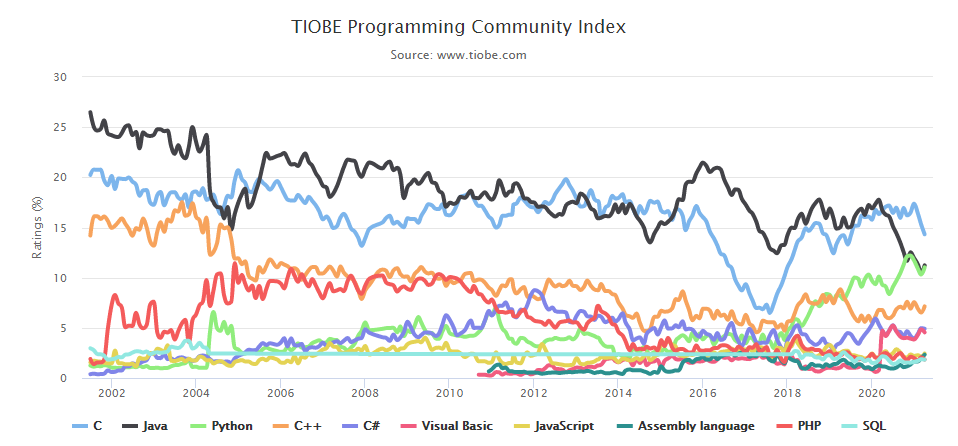 TIOBE Programming Community Index
Source: www.tiobe.com
Ratings (%)
30
25
20
15
10
5
0
2002 2004 2006 2008 2010 2012 2014 2016 2018 2020
C Java Python C++ C# Visual Basic JavaScript Assembly language PHP SQL